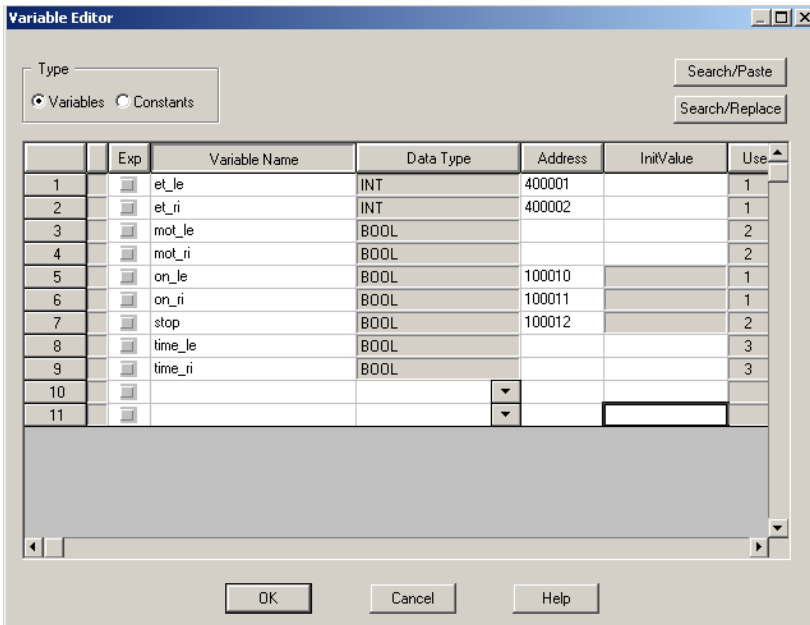 Variable Editor
Type
Variables Constants
Search/Paste
Search/Replace
Exp Variable Name Data Type Address InitValue Use
1 et_le INT 400001 1
2 et_ri INT 400002 1
3 mot_le BOOL 2
4 mot_ri BOOL 2
5 on_le BOOL 100010 1
6 on_ri BOOL 100011 1
7 stop BOOL 100012 2
8 time_le BOOL 3
9 time_ri BOOL 3
10
11
OK Cancel Help